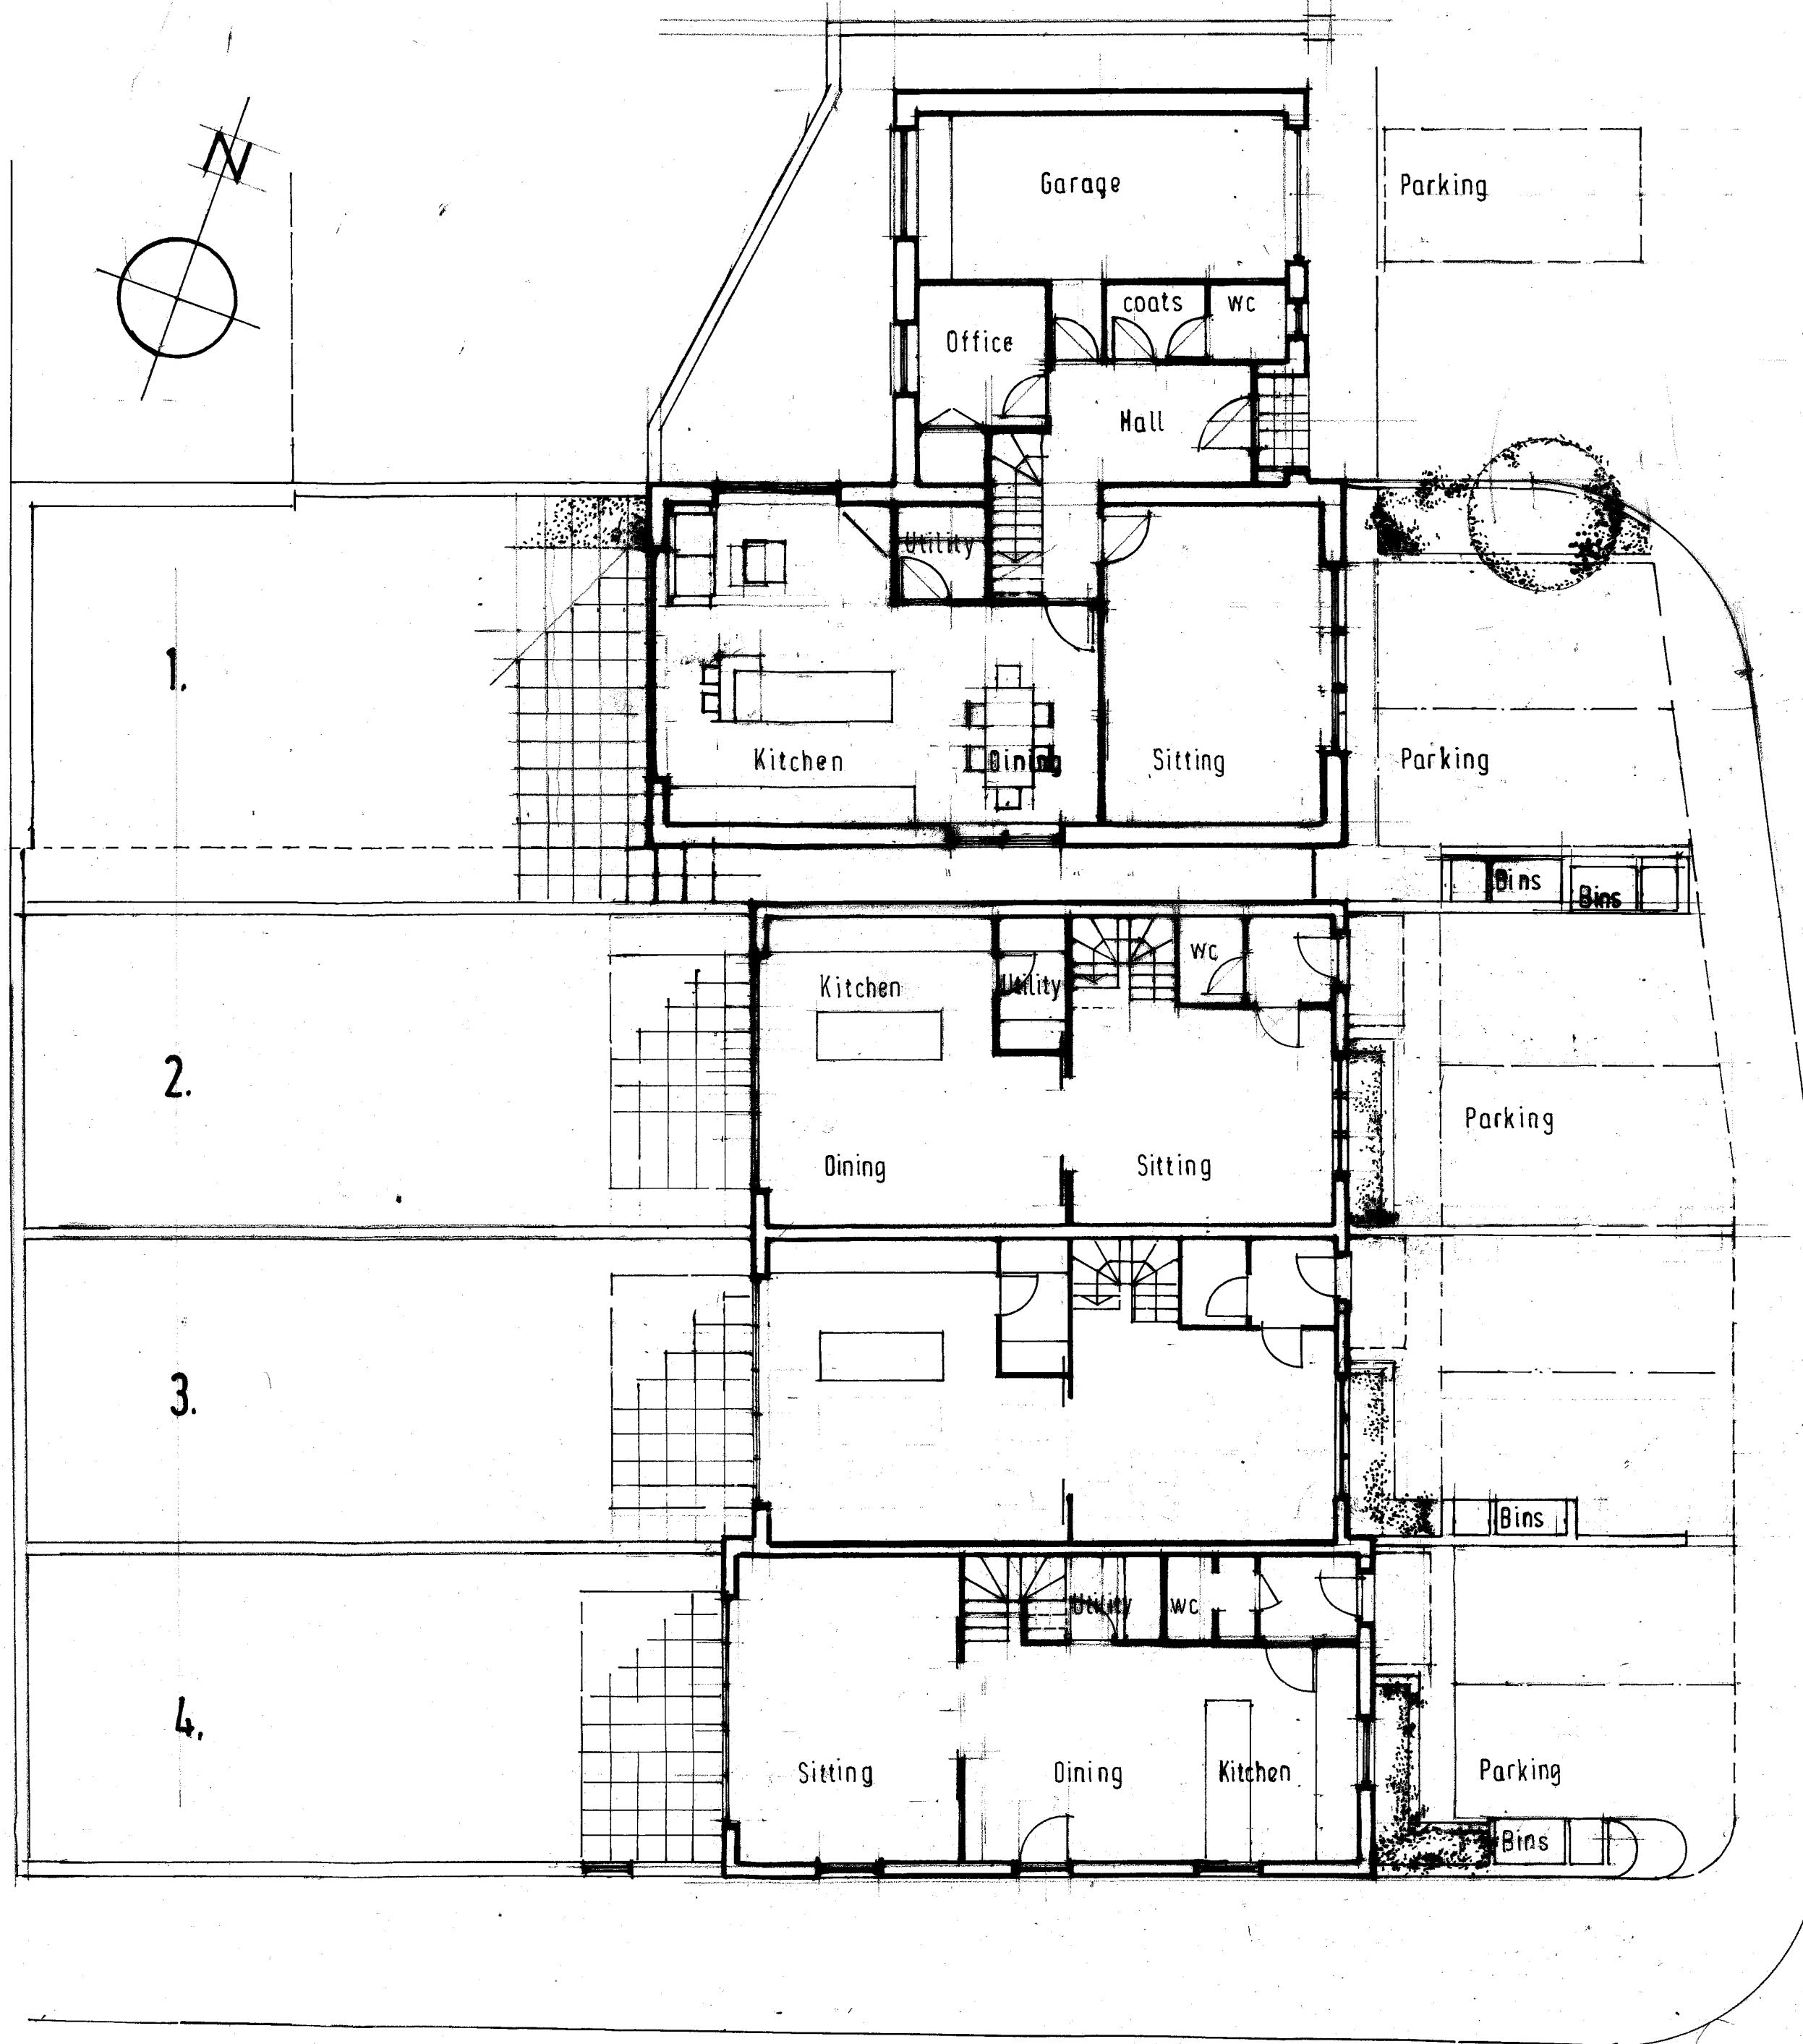 N
Garage
Parking
coats
wc
Office
Hall
Utility
1.
Kitchen
Dining
Sitting
Parking
Bins
Bins
wc
Kitchen
Utility
2.
Parking
Dining
Sitting
3.
Bins
Utility
wc
4.
Sitting
Dining
Kitchen
Parking
Bins